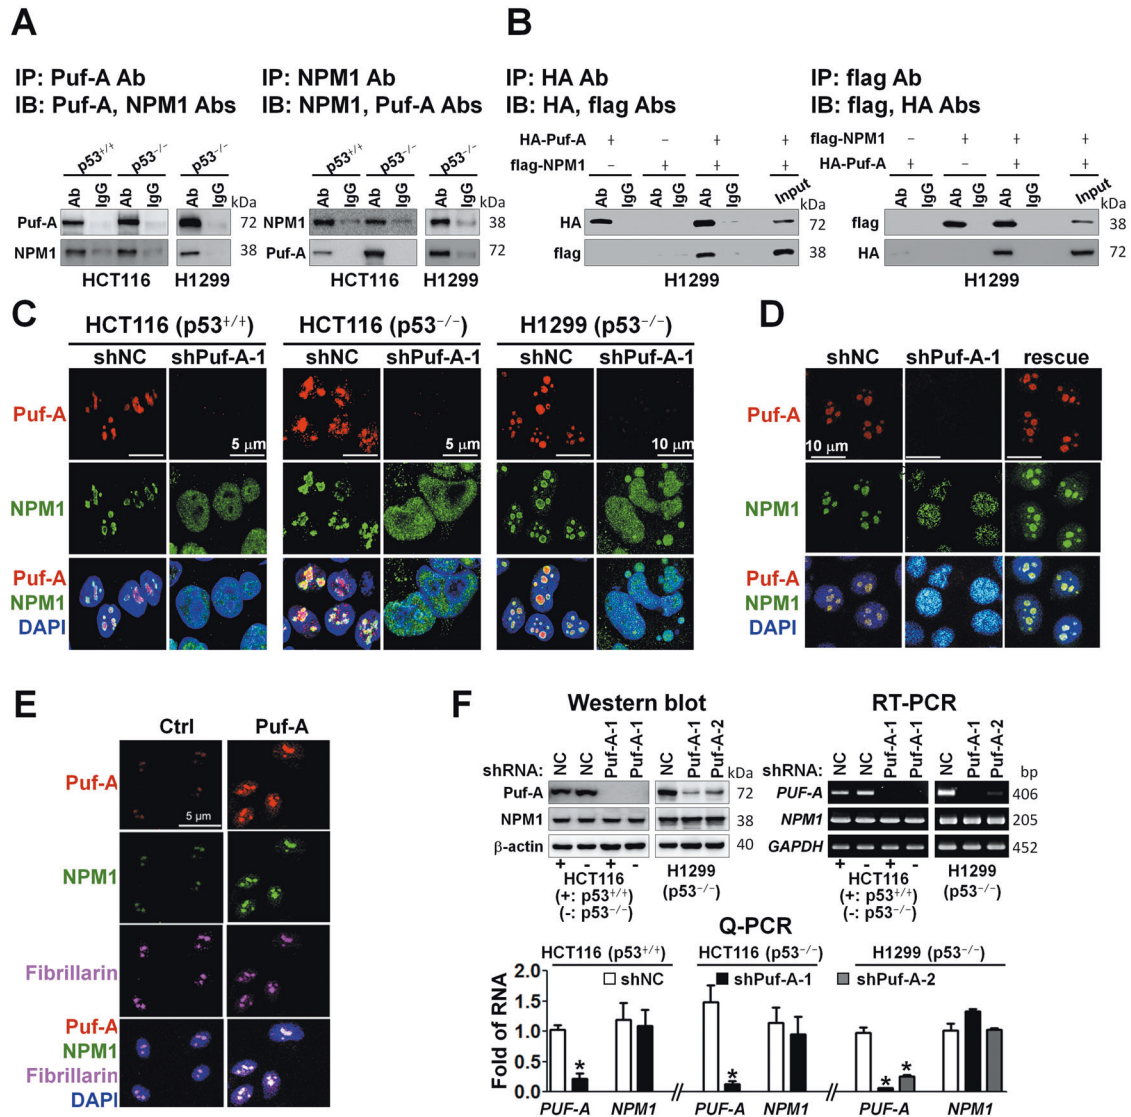 A
IP: Puf-A Ab
IB: Puf-A, NPM1 Abs
p53+/+ p53−/− p53−/−
Ab IgG Ab IgG Ab IgG kDa
Puf-A 72
NPM1 38
HCT116 H1299
IP: NPM1 Ab
IB: NPM1, Puf-A Abs
p53+/+ p53−/− p53−/−
Ab IgG Ab IgG Ab IgG kDa
NPM1 38
Puf-A 72
HCT116 H1299
B
IP: HA Ab
IB: HA, flag Abs
HA-Puf-A + − + +
flag-NPM1 − + + +
Ab IgG Ab IgG Ab IgG Input kDa
HA 72
flag 38
H1299
IP: flag Ab
IB: flag, HA Abs
flag-NPM1 − + + +
HA-Puf-A + − + +
Ab IgG Ab IgG Ab IgG Input kDa
flag 38
HA 72
H1299
C
HCT116 (p53+/+) HCT116 (p53−/−) H1299 (p53−/−)
shNC shPuf-A-1 shNC shPuf-A-1 shNC shPuf-A-1
Puf-A
5 μm 5 μm 10 μm
NPM1
Puf-A
NPM1
DAPI
D
shNC shPuf-A-1 rescue
Puf-A
10 μm
NPM1
Puf-A
NPM1
DAPI
E
Ctrl Puf-A
Puf-A
5 μm
NPM1
Fibrillarin
Puf-A
NPM1
Fibrillarin
DAPI
F
Western blot
shRNA: NC NC Puf-A-1 Puf-A-1 NC Puf-A-1 Puf-A-2 kDa
Puf-A 72
NPM1 38
β-actin 40
+ - + -
HCT116 H1299
(+: p53+/+) (p53−/−)
(-: p53−/−)
RT-PCR
shRNA: NC NC Puf-A-1 Puf-A-1 NC Puf-A-1 Puf-A-2 bp
PUF-A 406
NPM1 205
GAPDH 452
+ - + -
HCT116 H1299
(+: p53+/+) (p53−/−)
(-: p53−/−)
Q-PCR
HCT116 (p53+/+) HCT116 (p53−/−) H1299 (p53−/−)
shNC shPuf-A-1 shPuf-A-2
Fold of RNA
2.0
1.5
1.0
0.5
0.0
* * * *
PUF-A NPM1 // PUF-A NPM1 // PUF-A NPM1